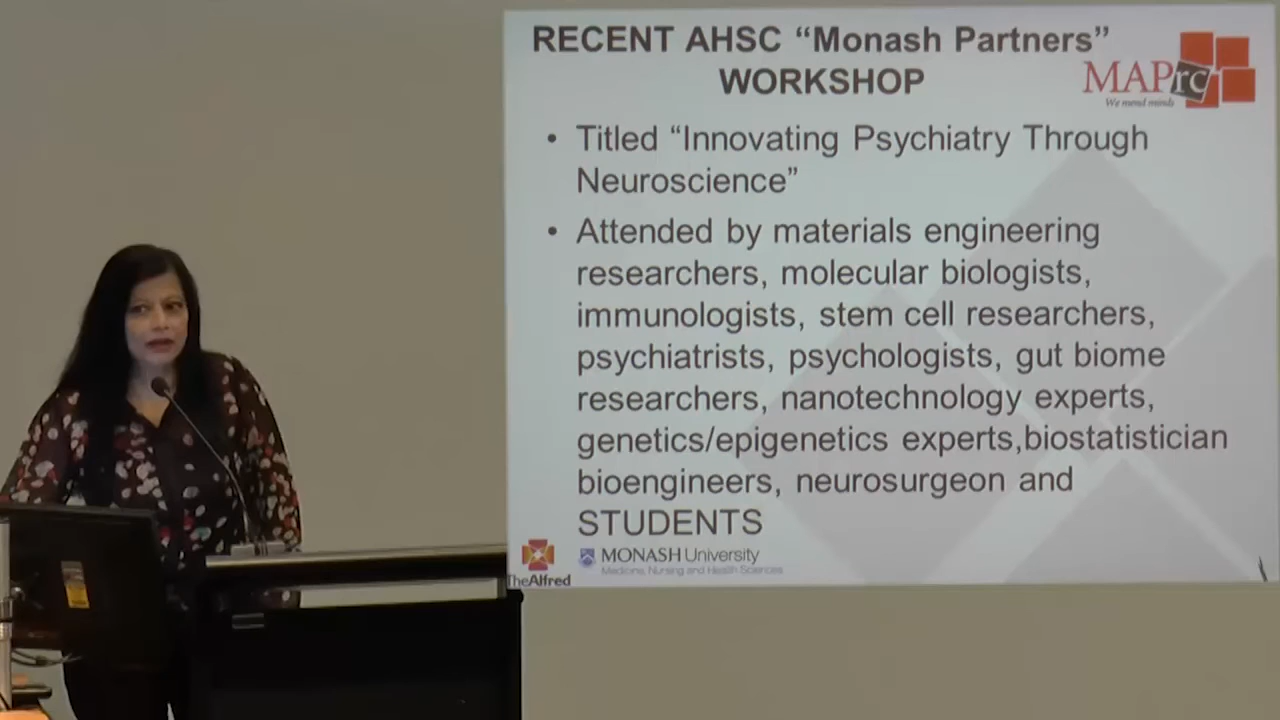 RECENT AHSC “Monash Partners”
WORKSHOP
MAPrc
We mend minds
• Titled “Innovating Psychiatry Through
Neuroscience”
• Attended by materials engineering
researchers, molecular biologists,
immunologists, stem cell researchers,
psychiatrists, psychologists, gut biome
researchers, nanotechnology experts,
genetics/epigenetics experts,biostatistician
bioengineers, neurosurgeon and
STUDENTS
TheAlfred
MONASH University
Medicine, Nursing and Health Sciences